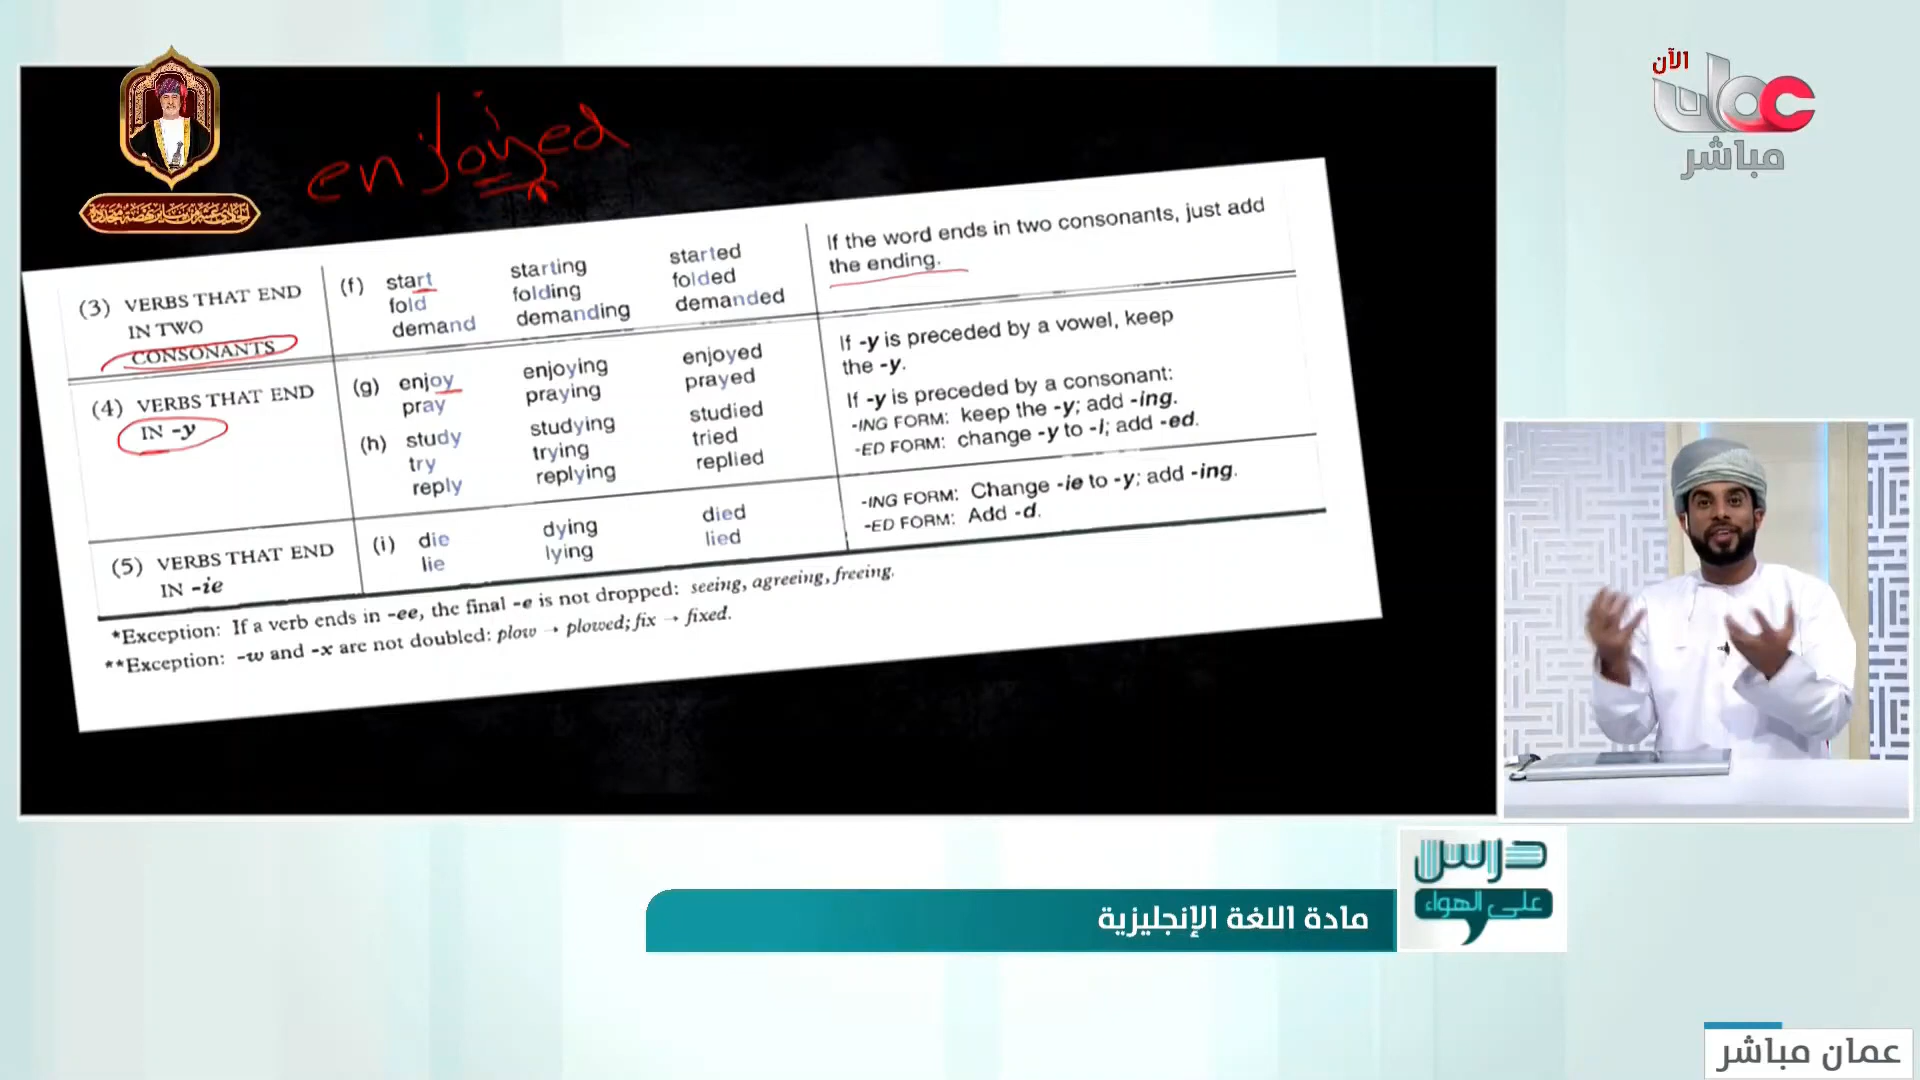 الآن
عمان
مباشر
enjoyed
(3) VERBS THAT END
IN TWO
CONSONANTS
(f) start starting started
fold folding folded
demand demanding demanded
If the word ends in two consonants, just add
the ending.
(4) VERBS THAT END
IN -y
(g) enjoy enjoying enjoyed
pray praying prayed
If -y is preceded by a vowel, keep
the -y.
(h) study studying studied
try trying tried
reply replying replied
If -y is preceded by a consonant:
-ING FORM: keep the -y; add -ing.
-ED FORM: change -y to -i; add -ed.
(5) VERBS THAT END
IN -ie
(i) die dying died
lie lying lied
-ING FORM: Change -ie to -y; add -ing.
-ED FORM: Add -d.
*Exception: If a verb ends in -ee, the final -e is not dropped: seeing, agreeing, freeing.
**Exception: -w and -x are not doubled: plow → plowed; fix → fixed.
درس
على الهواء
مادة اللغة الإنجليزية
عمان مباشر